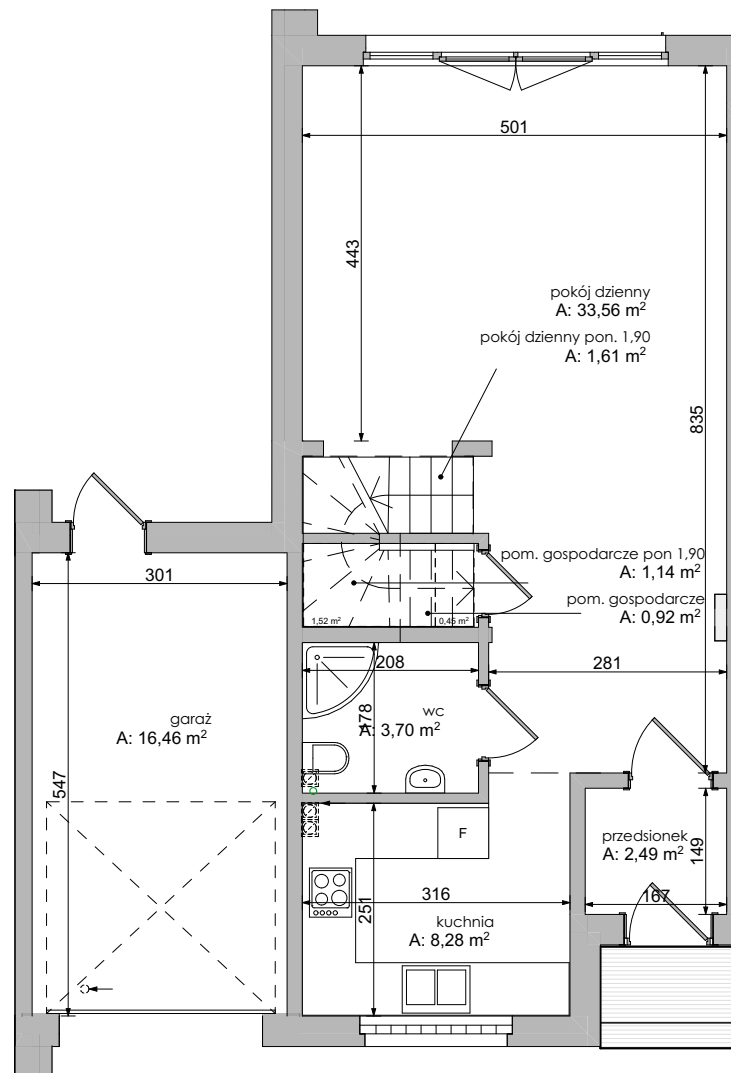 501
443
pokój dzienny
A: 33,56 m²
pokój dzienny pon. 1,90
A: 1,61 m²
835
pom. gospodarcze pon 1,90
A: 1,14 m²
pom. gospodarcze
A: 0,92 m²
1,52 m²
0,45 m²
301
208
281
178
wc
A: 3,70 m²
garaż
A: 16,46 m²
547
F
przedsionek
A: 2,49 m²
149
167
316
251
kuchnia
A: 8,28 m²